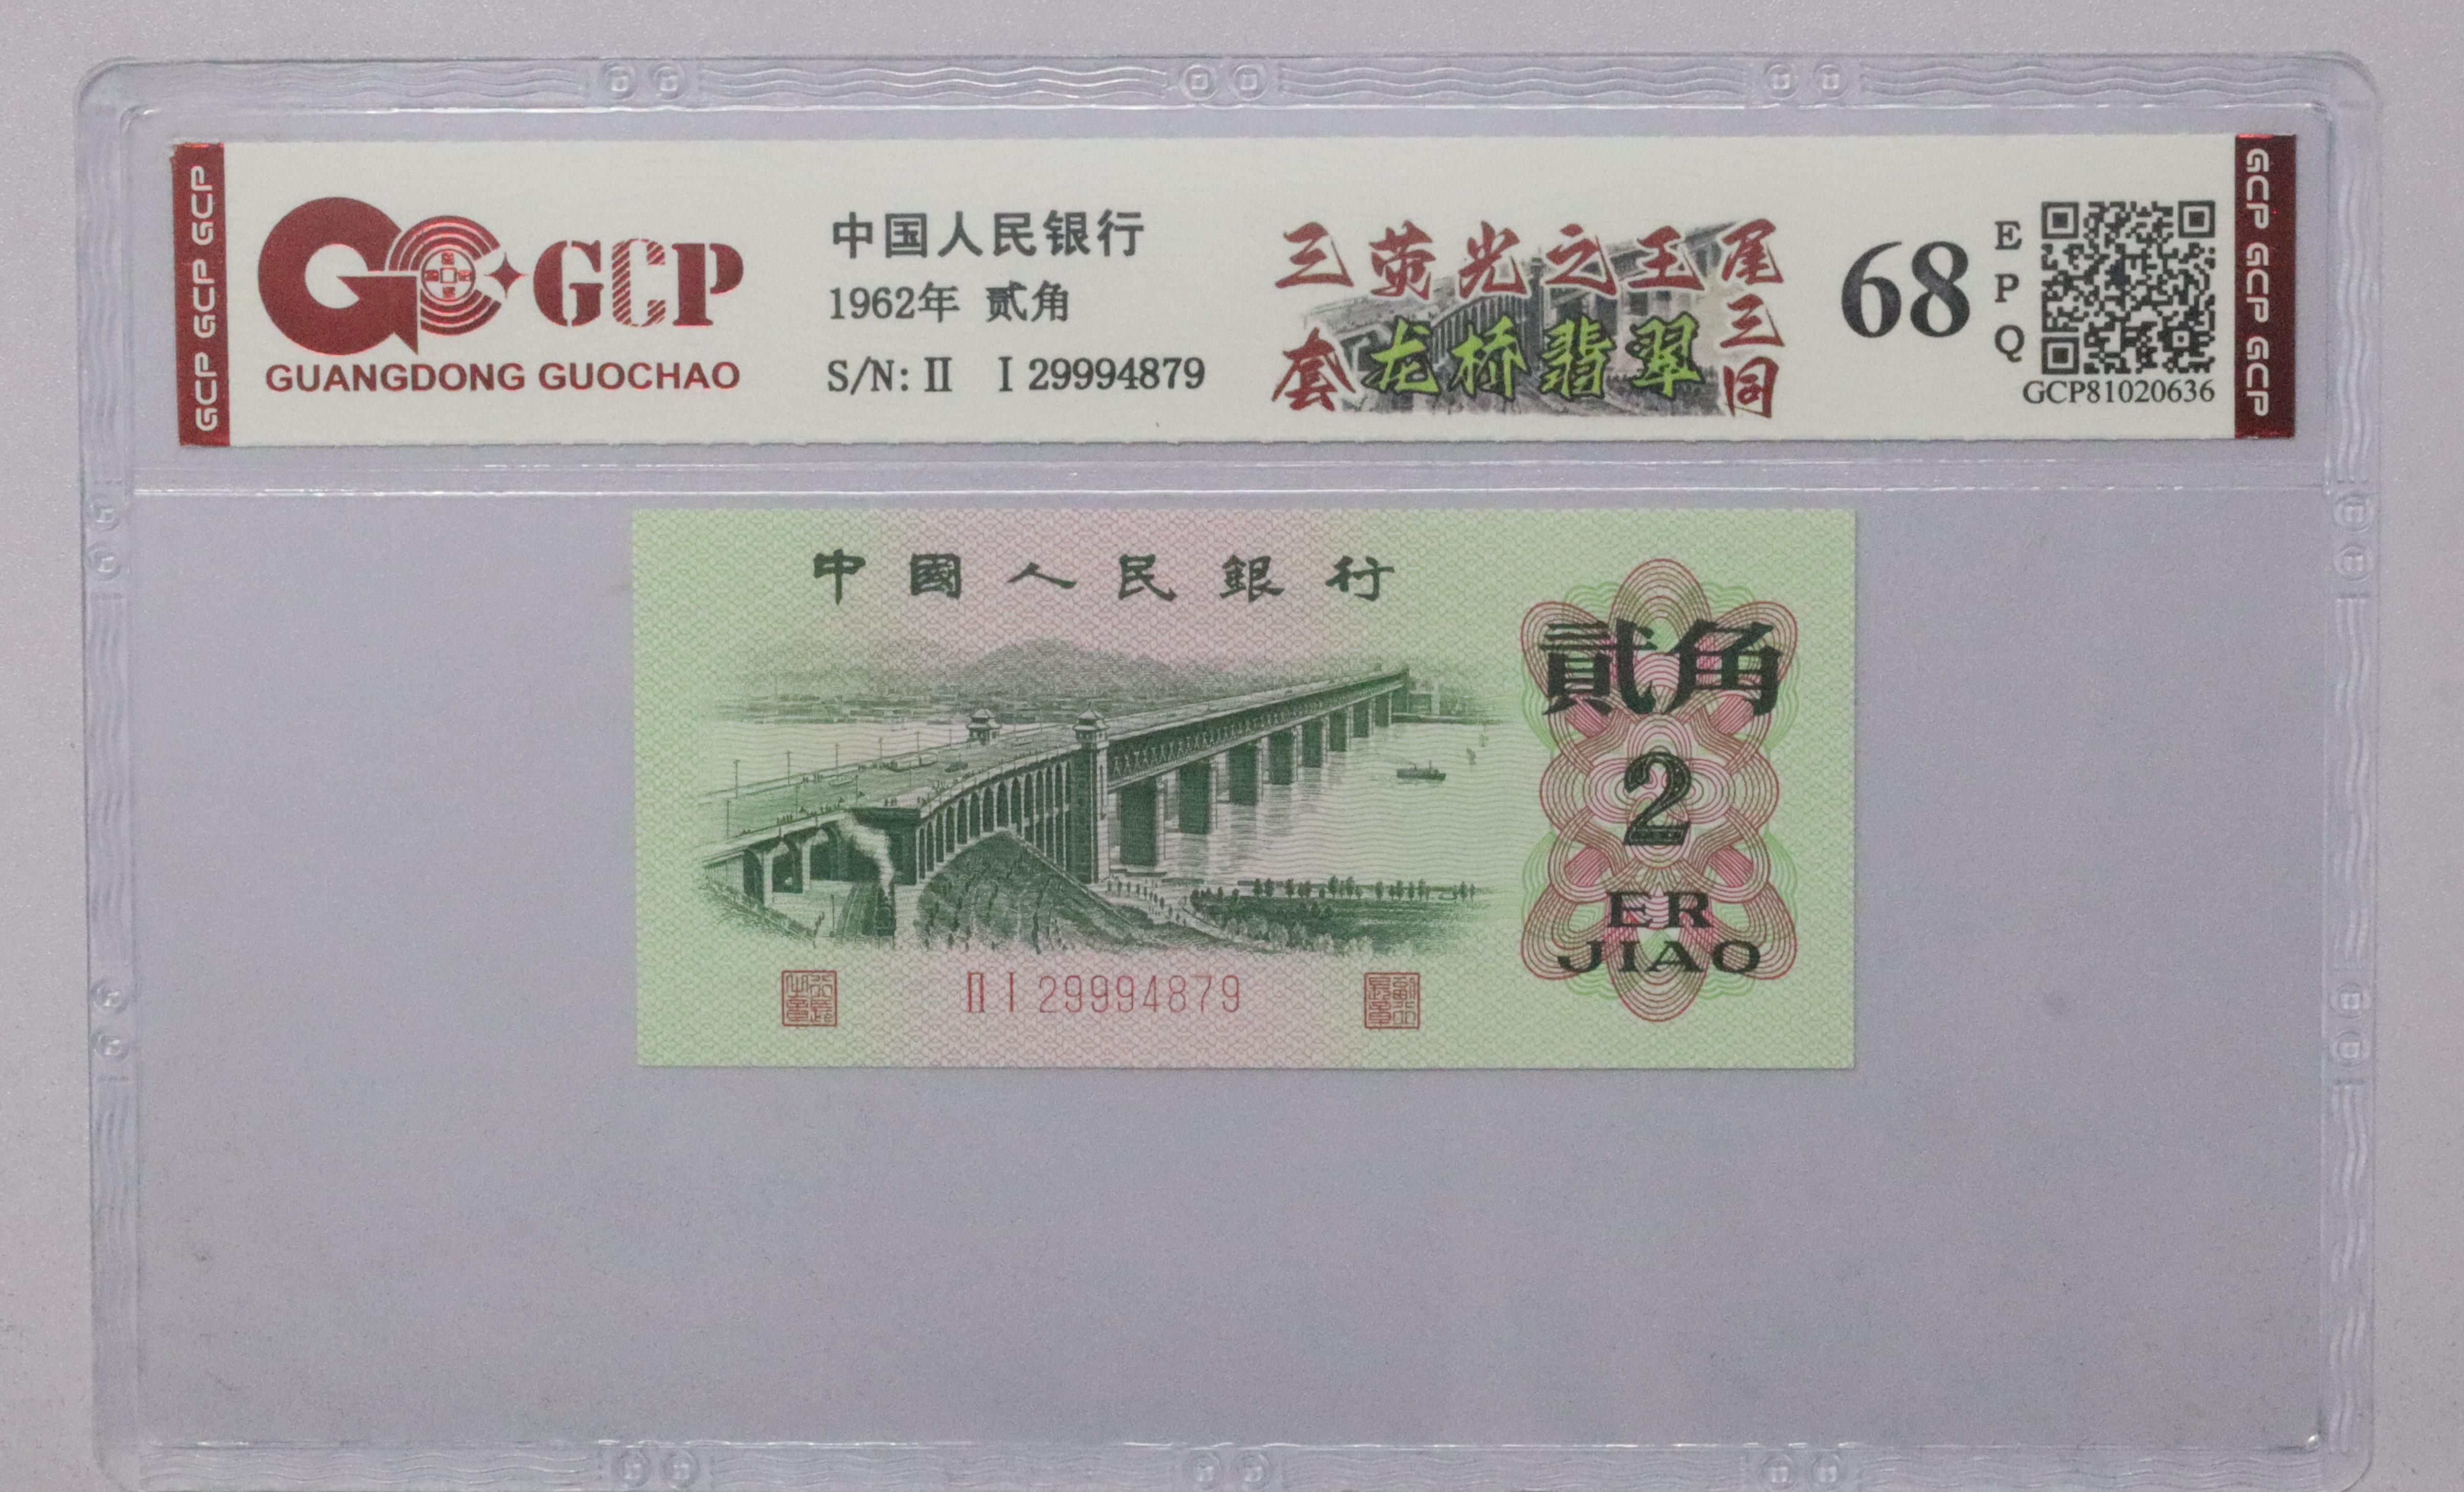 GCP GCP GCP
GCP
GUANGDONG GUOCHAO
中国人民银行
1962年 贰角
S/N: II I 29994879
三荧光之王
套龙桥翡翠
尾三同
68
EPQ
GCP81020636
GCP GCP GCP
中國人民銀行
貳角
2
ER
JIAO
II I 29994879